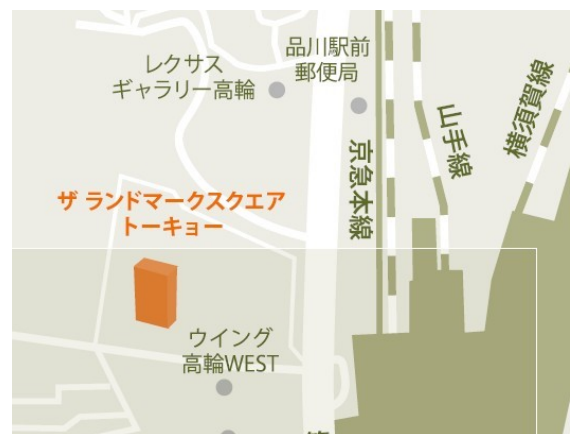 レクサス
ギャラリー高輪
品川駅前
郵便局
山手線
横須賀線
京急本線
ザ ランドマークスクエア
トーキョー
ウイング
高輪WEST